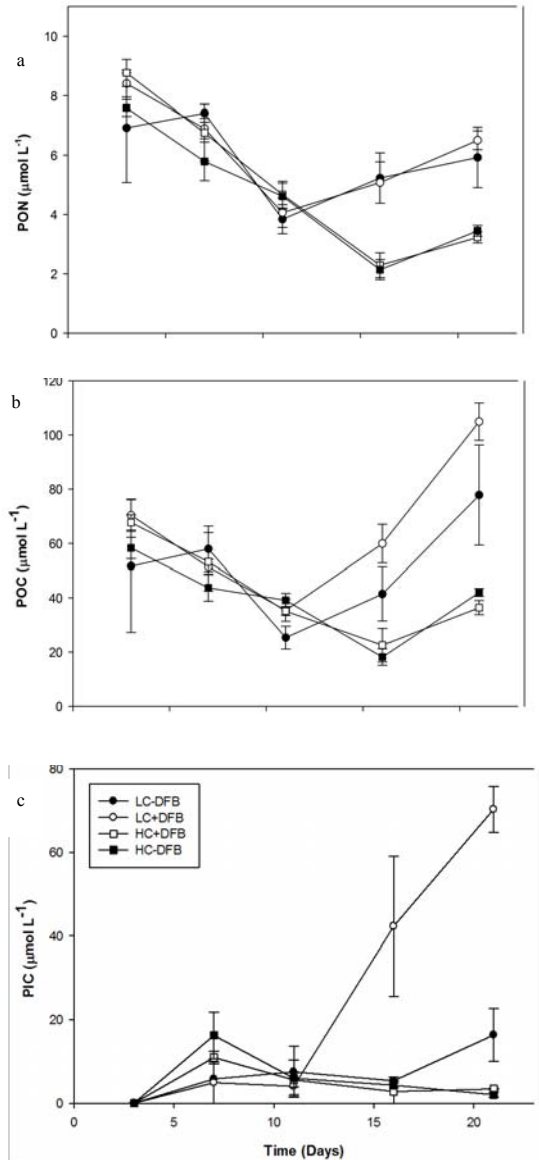 a
10
8
6
4
2
0
PON (µmol L⁻¹)
b
120
100
80
60
40
20
0
POC (µmol L⁻¹)
c
80
60
40
20
0
PIC (µmol L⁻¹)
LC-DFB
LC+DFB
HC+DFB
HC-DFB
0 5 10 15 20
Time (Days)